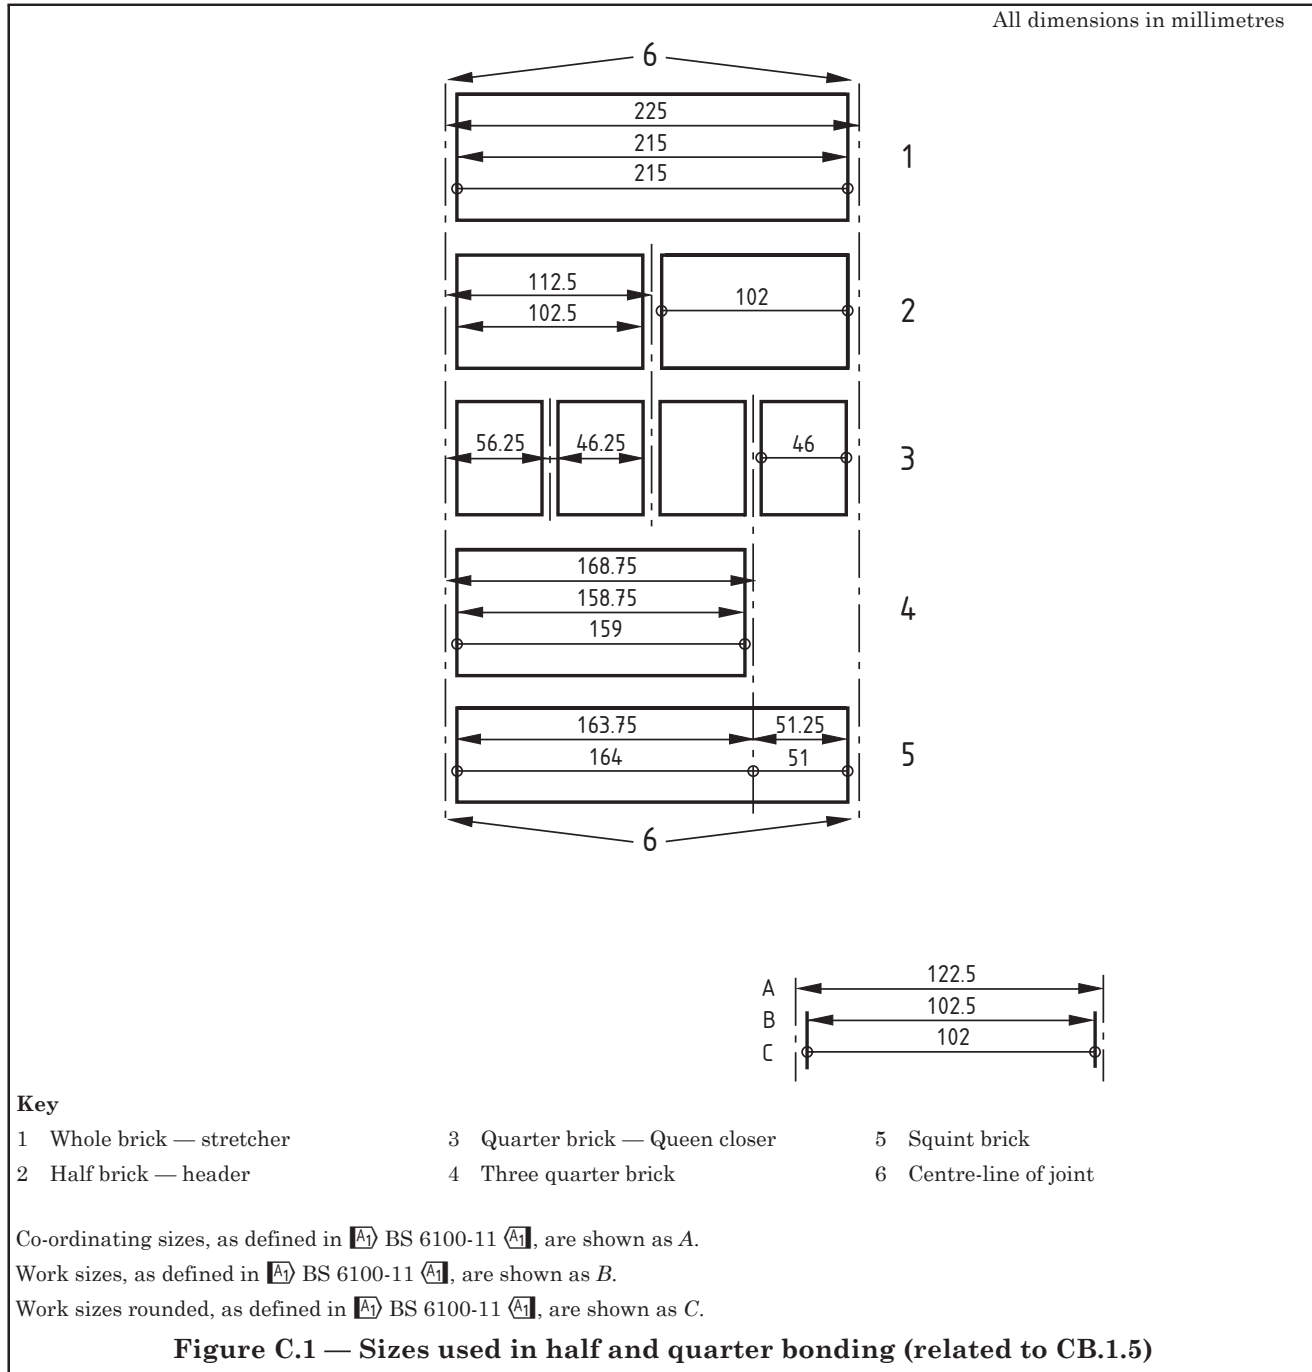 All dimensions in millimetres
6
225
215
215
1
112.5
102.5
102
2
56.25 46.25 46
3
168.75
158.75
159
4
163.75 51.25
164 51
5
6
A 122.5
B 102.5
C 102
Key
1 Whole brick — stretcher 3 Quarter brick — Queen closer 5 Squint brick
2 Half brick — header 4 Three quarter brick 6 Centre-line of joint
Co-ordinating sizes, as defined in A1 BS 6100-11 A1, are shown as A.
Work sizes, as defined in A1 BS 6100-11 A1, are shown as B.
Work sizes rounded, as defined in A1 BS 6100-11 A1, are shown as C.
Figure C.1 — Sizes used in half and quarter bonding (related to CB.1.5)